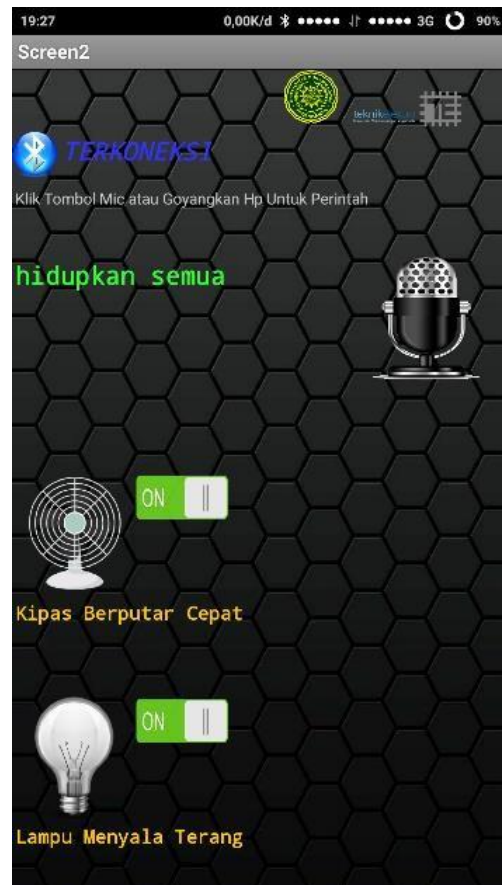 19:27 0,00K/d 3G 90%
Screen2
TERKONEKSI
Klik Tombol Mic atau Goyangkan Hp Untuk Perintah
hidupkan semua
ON
Kipas Berputar Cepat
ON
Lampu Menyala Terang